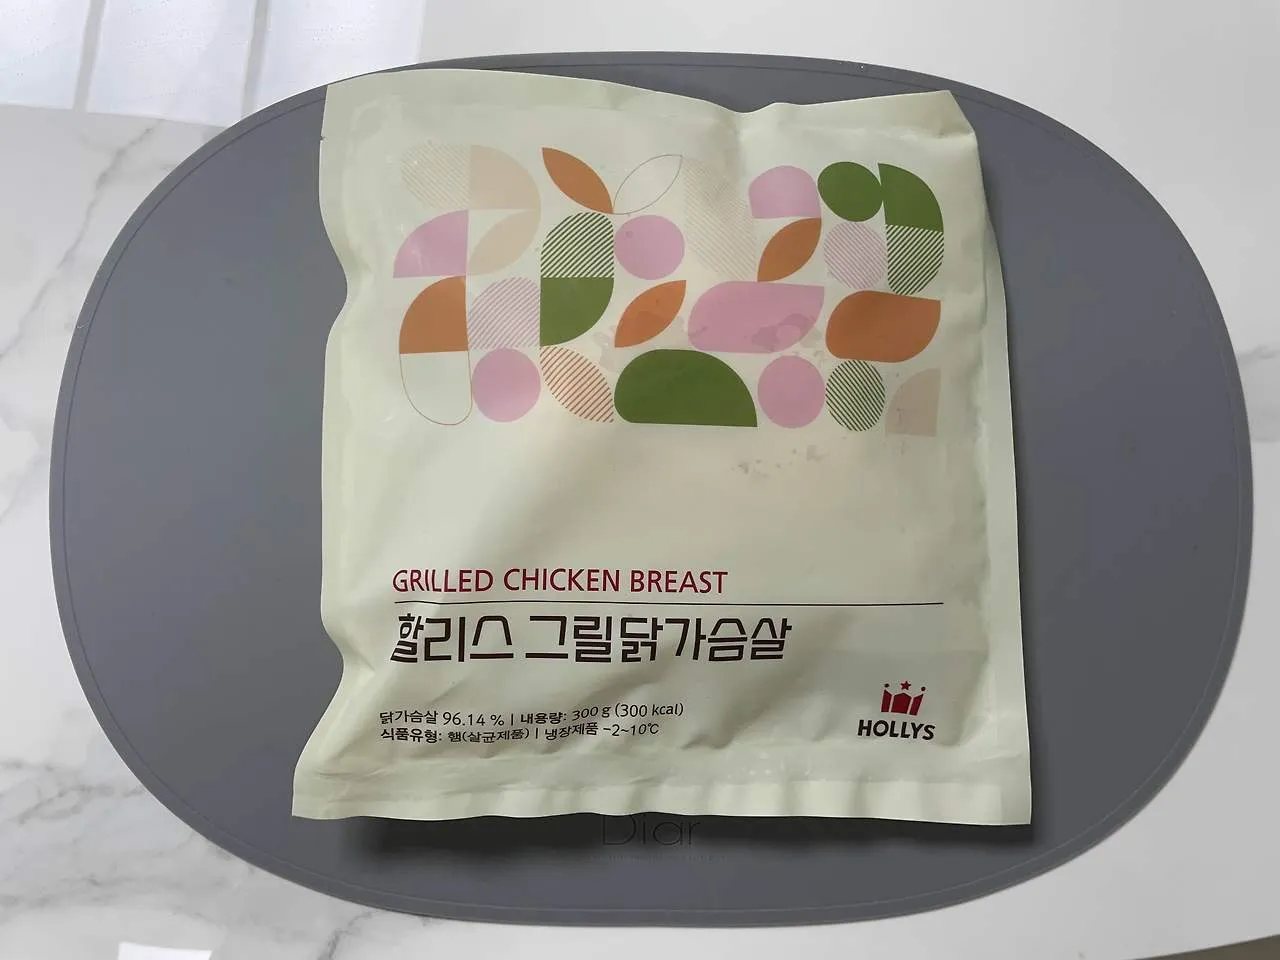 GRILLED CHICKEN BREAST
할리스 그릴닭가슴살
닭가슴살 96.14 % | 내용량: 300 g (300 kcal)
식품유형: 햄(살균제품) | 냉장제품 -2~10℃
HOLLYS
Diar